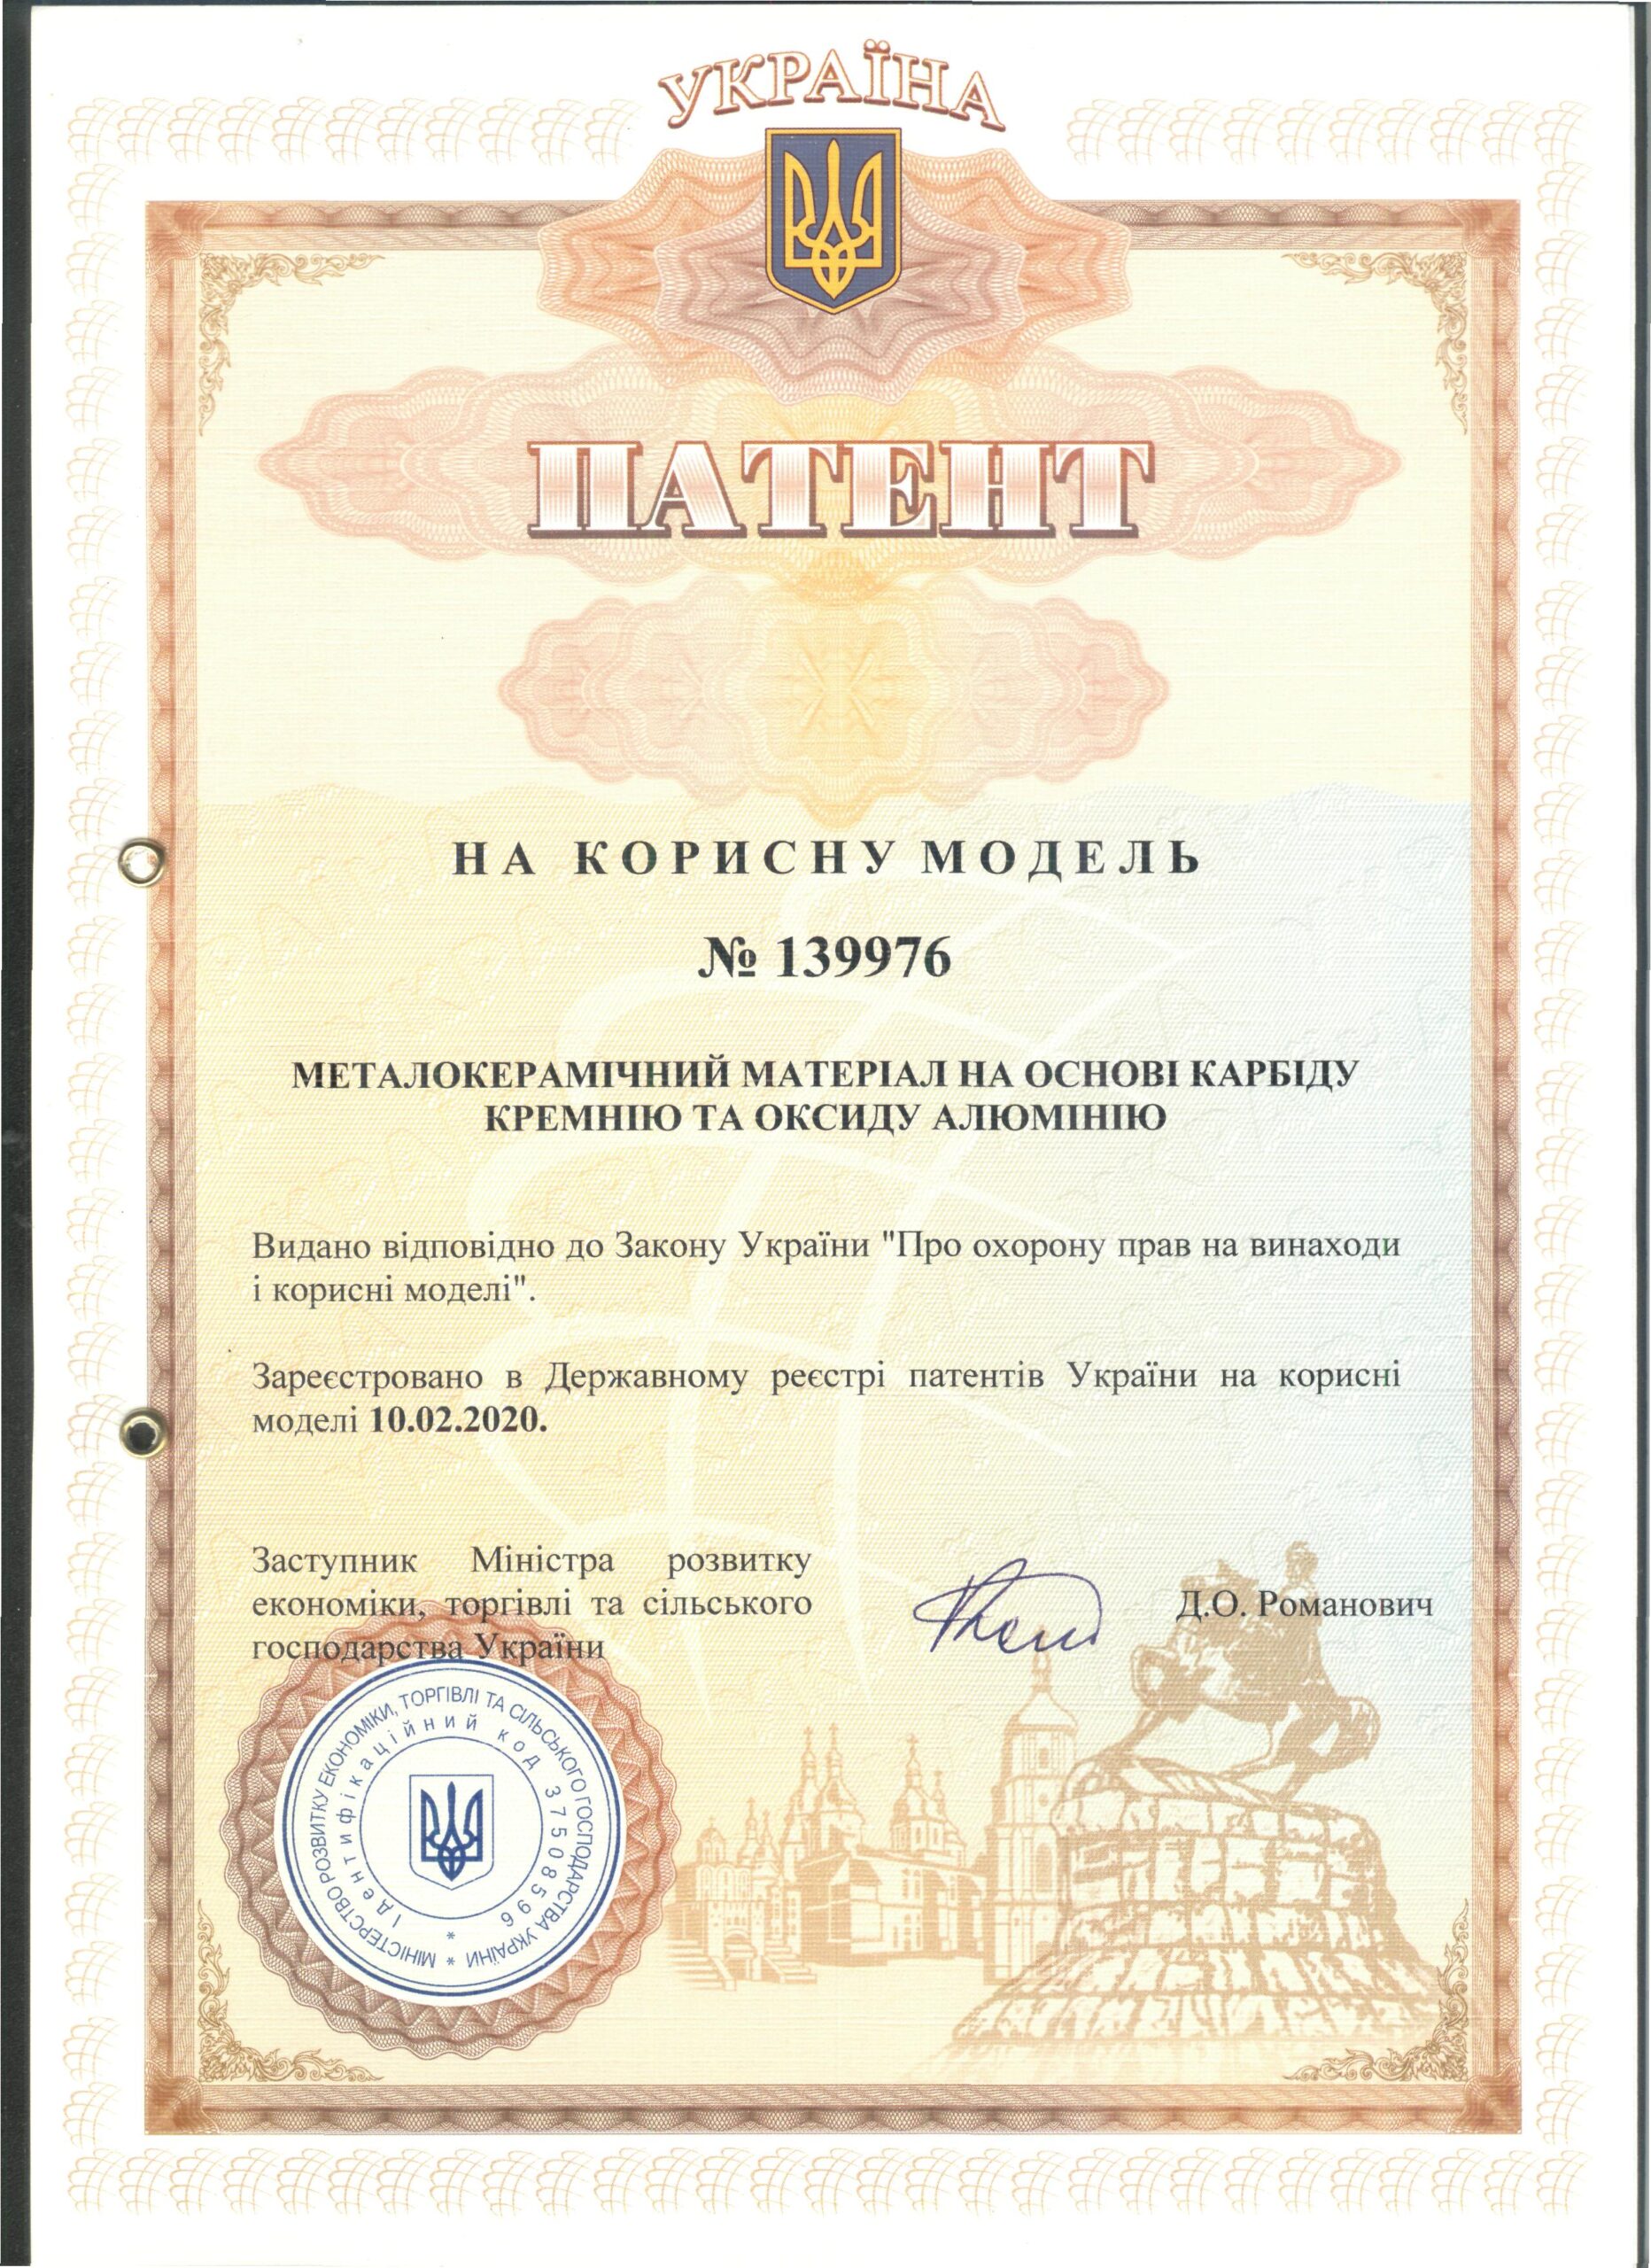 УКРАЇНА
ПАТЕНТ
НА КОРИСНУ МОДЕЛЬ
№ 139976
МЕТАЛОКЕРАМІЧНИЙ МАТЕРІАЛ НА ОСНОВІ КАРБІДУ
КРЕМНІЮ ТА ОКСИДУ АЛЮМІНІЮ
Видано відповідно до Закону України "Про охорону прав на винаходи
і корисні моделі".
Зареєстровано в Державному реєстрі патентів України на корисні
моделі 10.02.2020.
Заступник Міністра розвитку
економіки, торгівлі та сільського
господарства України
Д.О. Романович
МІНІСТЕРСТВО РОЗВИТКУ ЕКОНОМІКИ, ТОРГІВЛІ ТА СІЛЬСЬКОГО ГОСПОДАРСТВА УКРАЇНИ *
Ідентифікаційний код 37508596 *